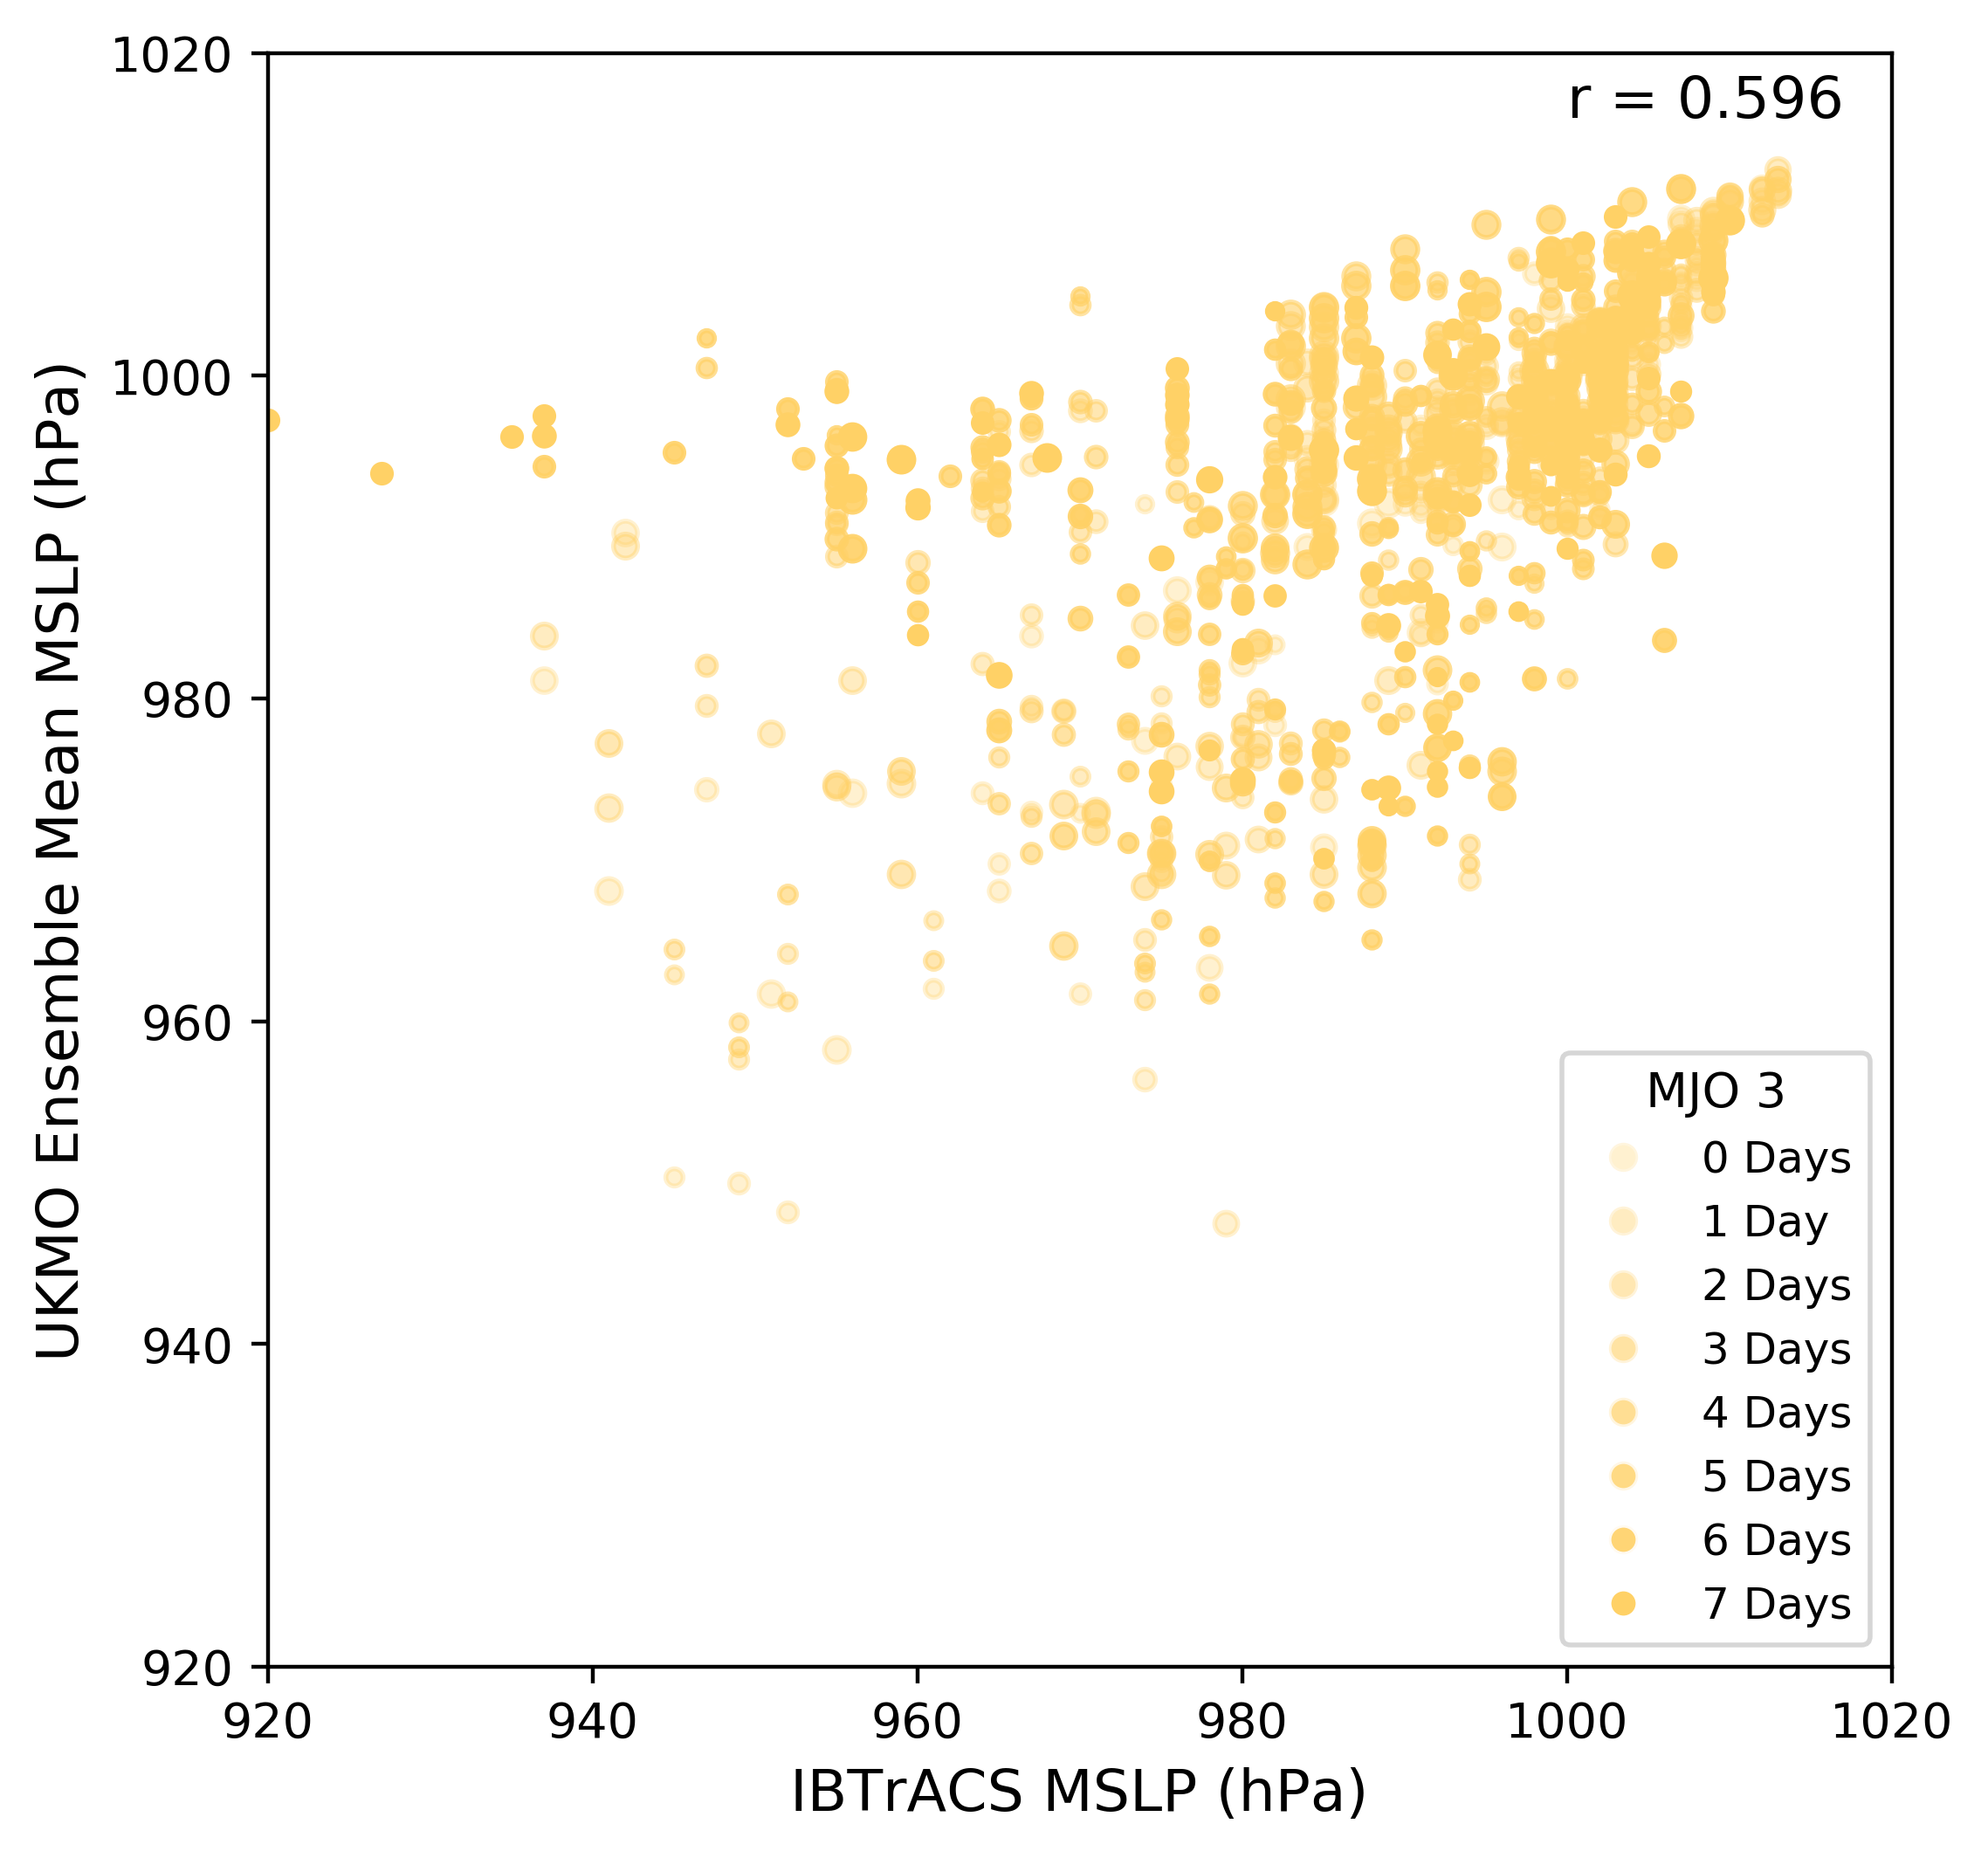 1020
1000
980
960
940
920
UKMO Ensemble Mean MSLP (hPa)
r = 0.596
MJO 3
0 Days
1 Day
2 Days
3 Days
4 Days
5 Days
6 Days
7 Days
920 940 960 980 1000 1020
IBTrACS MSLP (hPa)